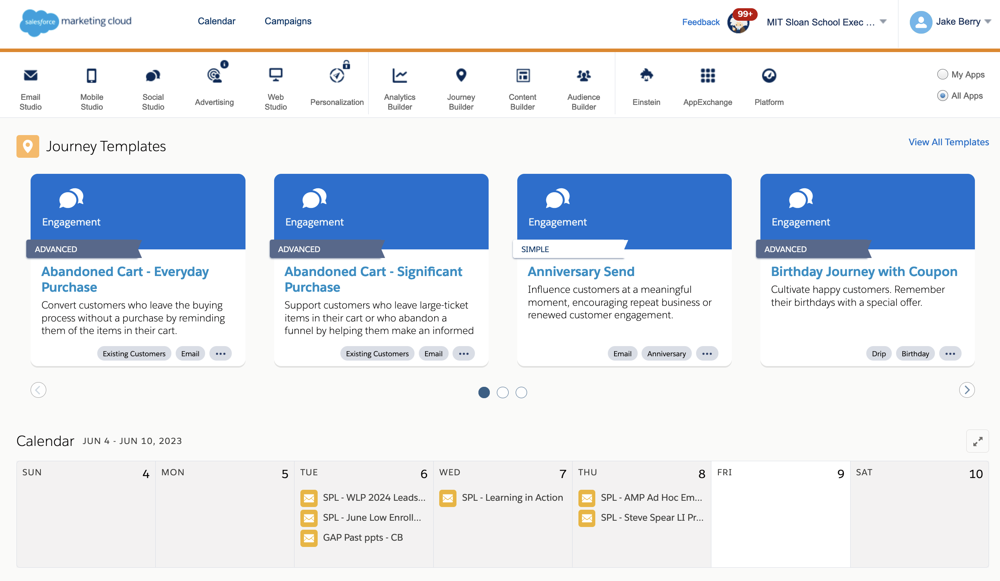 salesforce marketing cloud
Calendar
Campaigns
Feedback
99+
MIT Sloan School Exec ...
Jake Berry
Email
Studio
Mobile
Studio
Social
Studio
Advertising
Web
Studio
Personalization
Analytics
Builder
Journey
Builder
Content
Builder
Audience
Builder
Einstein
AppExchange
Platform
My Apps
All Apps
Journey Templates
View All Templates
Engagement
ADVANCED
Abandoned Cart - Everyday
Purchase
Convert customers who leave the buying
process without a purchase by reminding
them of the items in their cart.
Existing Customers
Email
Engagement
ADVANCED
Abandoned Cart - Significant
Purchase
Support customers who leave large-ticket
items in their cart or who abandon a
funnel by helping them make an informed
Existing Customers
Email
Engagement
SIMPLE
Anniversary Send
Influence customers at a meaningful
moment, encouraging repeat business or
renewed customer engagement.
Email
Anniversary
Engagement
ADVANCED
Birthday Journey with Coupon
Cultivate happy customers. Remember
their birthdays with a special offer.
Drip
Birthday
Calendar JUN 4 - JUN 10, 2023
SUN 4
MON 5
TUE 6
SPL - WLP 2024 Leads...
SPL - June Low Enroll...
GAP Past ppts - CB
WED 7
SPL - Learning in Action
THU 8
SPL - AMP Ad Hoc Em...
SPL - Steve Spear LI Pr...
FRI 9
SAT 10